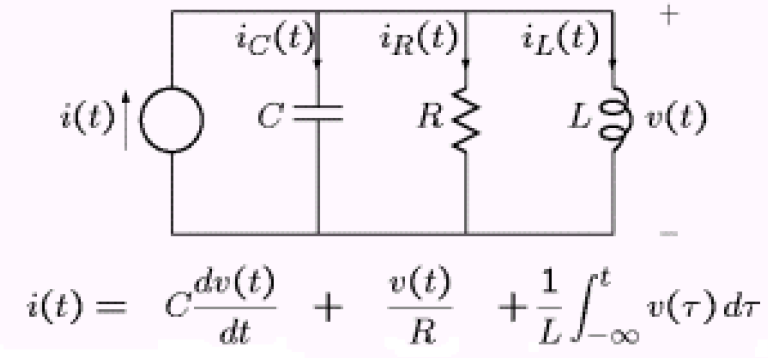 +
i_C(t) i_R(t) i_L(t)
i(t) C R L v(t)
−
i(t) = C dv(t)/dt + v(t)/R + 1/L ∫_{−∞}^{t} v(τ) dτ